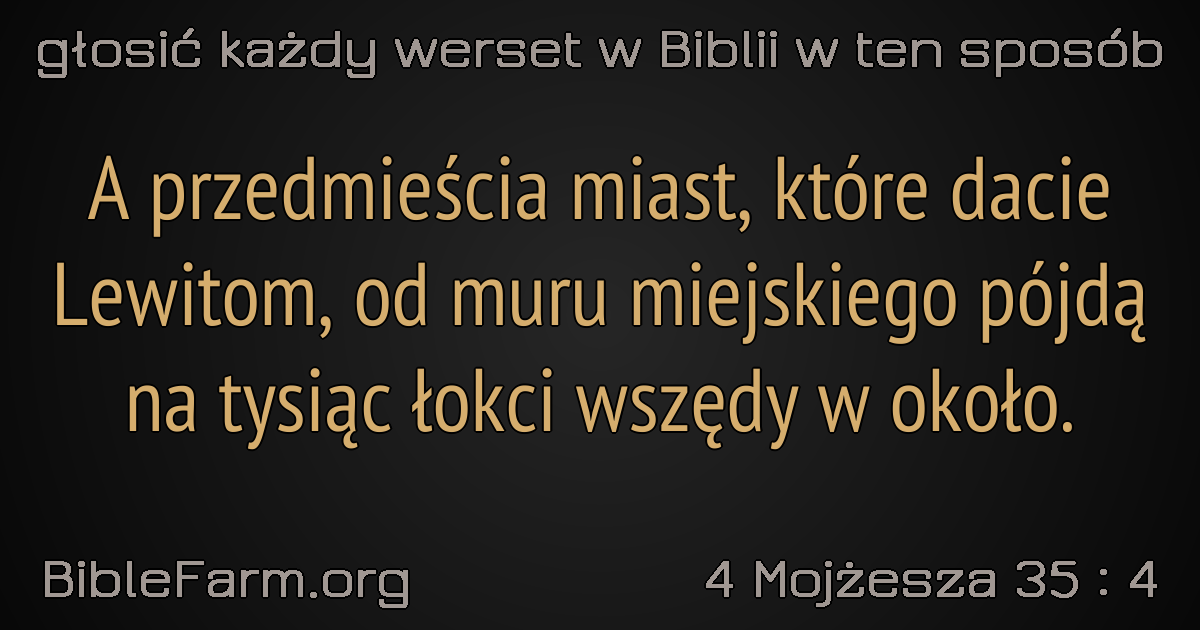 głosić każdy werset w Biblii w ten sposób
A przedmieścia miast, które dacie
Lewitom, od muru miejskiego pójdą
na tysiąc łokci wszędy w około.
BibleFarm.org
4 Mojżesza 35 : 4